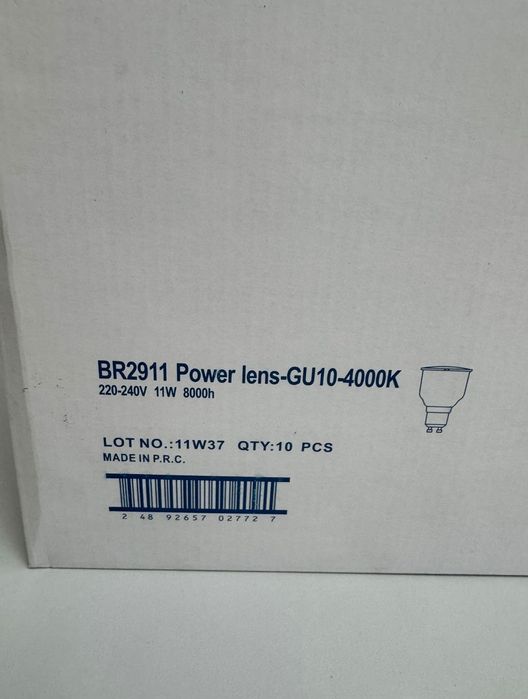 BR2911 Power lens-GU10-4000K
220-240V 11W 8000h
LOT NO.:11W37 QTY:10 PCS
MADE IN P.R.C.
2 48 92657 02772 7